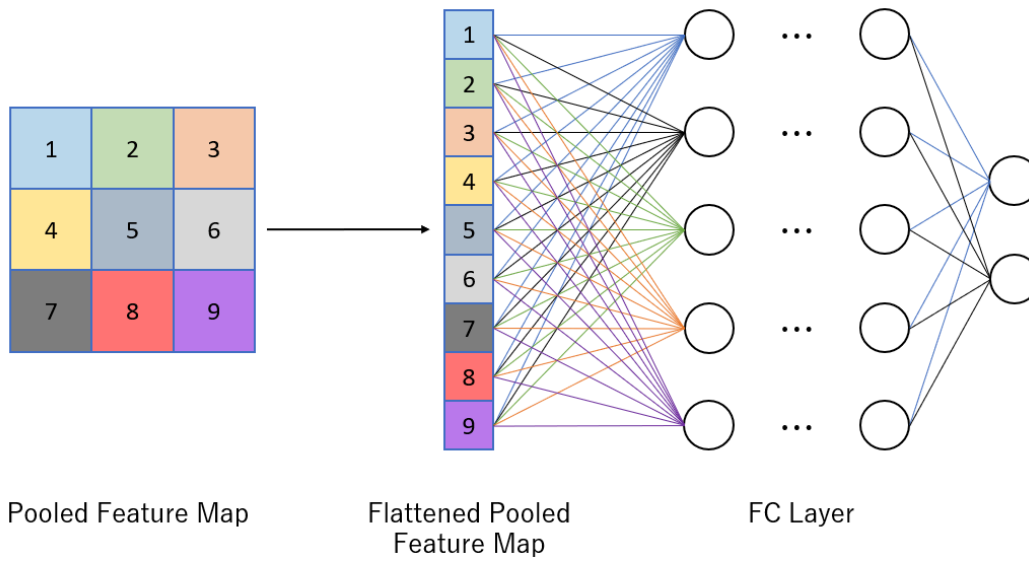 1 2 3
4 5 6
7 8 9
1
2
3
4
5
6
7
8
9
...
...
...
...
...
Pooled Feature Map
Flattened Pooled
Feature Map
FC Layer